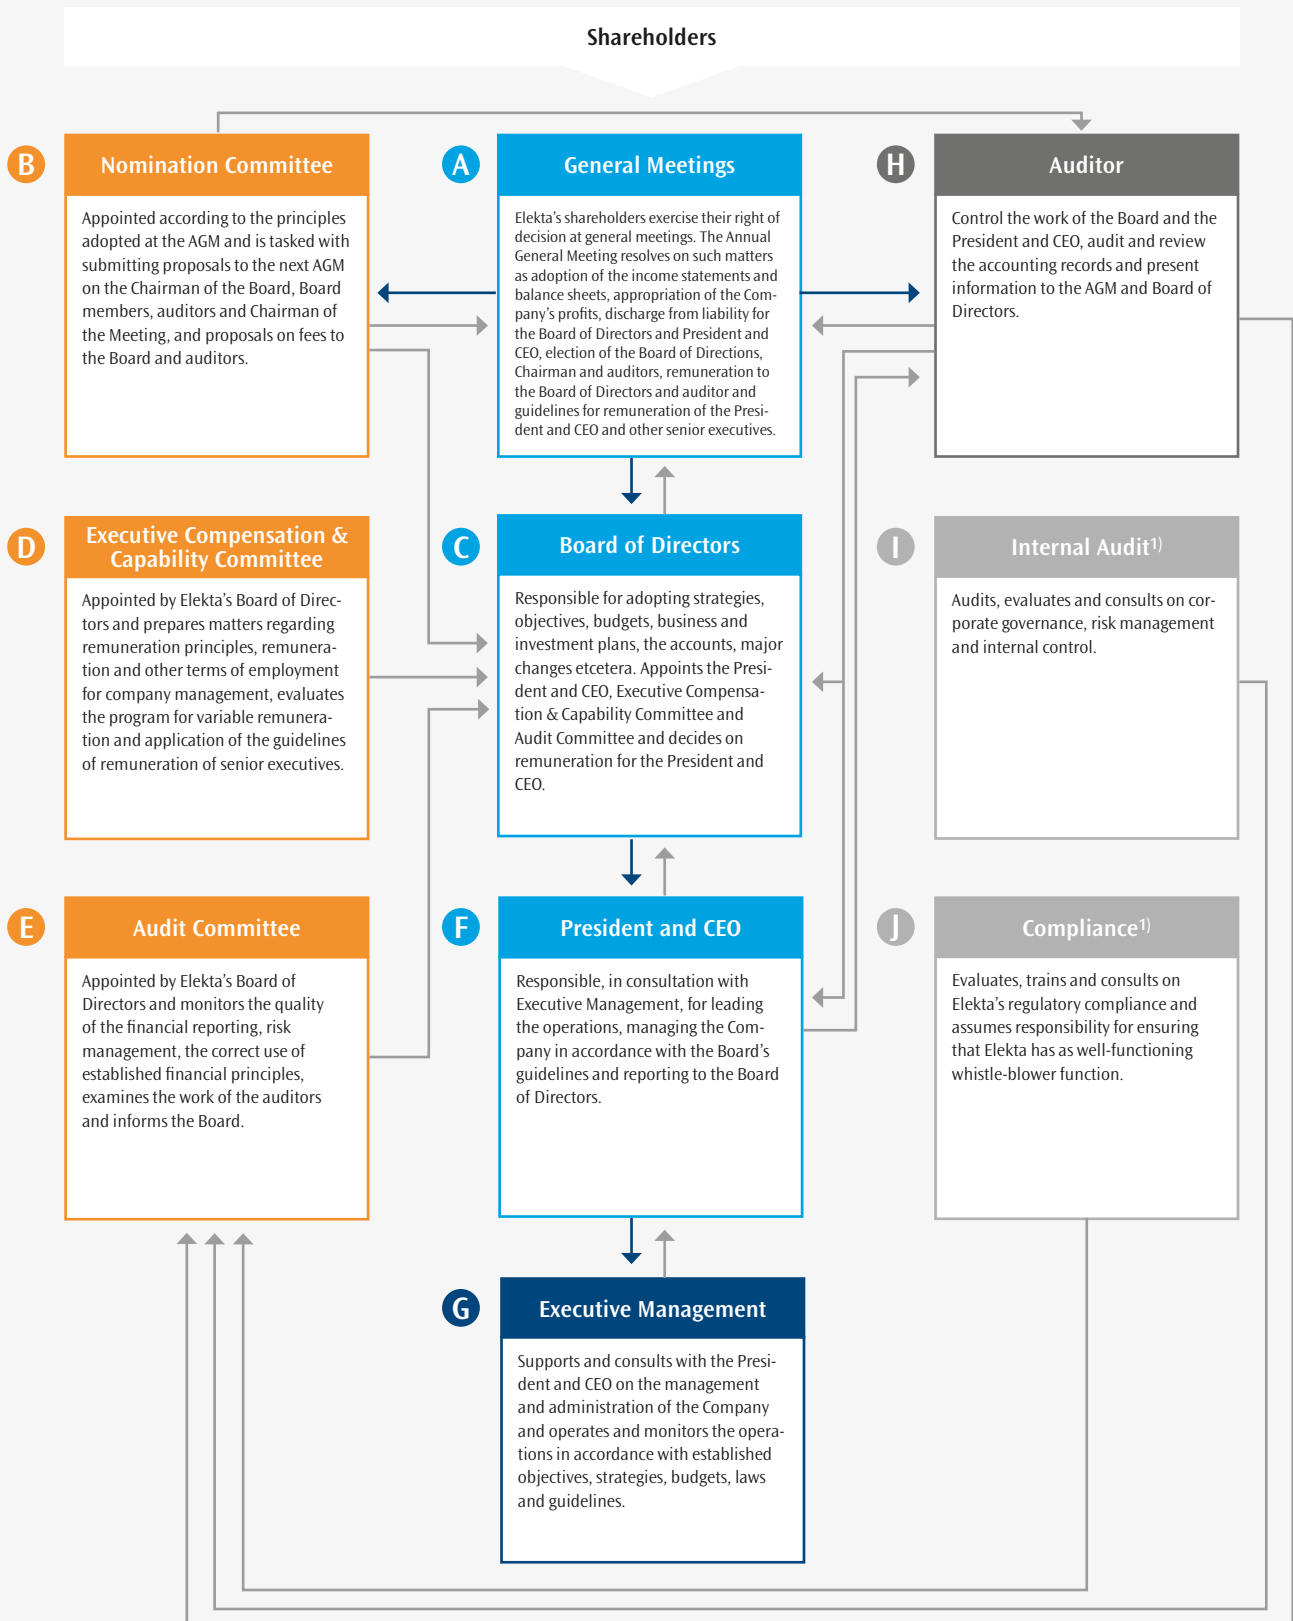 Shareholders
B
Nomination Committee
Appointed according to the principles
adopted at the AGM and is tasked with
submitting proposals to the next AGM
on the Chairman of the Board, Board
members, auditors and Chairman of
the Meeting, and proposals on fees to
the Board and auditors.
A
General Meetings
Elekta's shareholders exercise their right of
decision at general meetings. The Annual
General Meeting resolves on such matters
as adoption of the income statements and
balance sheets, appropriation of the Com-
pany's profits, discharge from liability for
the Board of Directors and President and
CEO, election of the Board of Directions,
Chairman and auditors, remuneration to
the Board of Directors and auditor and
guidelines for remuneration of the Presi-
dent and CEO and other senior executives.
H
Auditor
Control the work of the Board and the
President and CEO, audit and review
the accounting records and present
information to the AGM and Board of
Directors.
D
Executive Compensation &
Capability Committee
Appointed by Elekta's Board of Direc-
tors and prepares matters regarding
remuneration principles, remunera-
tion and other terms of employment
for company management, evaluates
the program for variable remunera-
tion and application of the guidelines
of remuneration of senior executives.
C
Board of Directors
Responsible for adopting strategies,
objectives, budgets, business and
investment plans, the accounts, major
changes etcetera. Appoints the Presi-
dent and CEO, Executive Compensa-
tion & Capability Committee and
Audit Committee and decides on
remuneration for the President and
CEO.
I
Internal Audit1)
Audits, evaluates and consults on cor-
porate governance, risk management
and internal control.
E
Audit Committee
Appointed by Elekta's Board of
Directors and monitors the quality
of the financial reporting, risk
management, the correct use of
established financial principles,
examines the work of the auditors
and informs the Board.
F
President and CEO
Responsible, in consultation with
Executive Management, for leading
the operations, managing the Com-
pany in accordance with the Board's
guidelines and reporting to the Board
of Directors.
J
Compliance1)
Evaluates, trains and consults on
Elekta's regulatory compliance and
assumes responsibility for ensuring
that Elekta has as well-functioning
whistle-blower function.
G
Executive Management
Supports and consults with the Presi-
dent and CEO on the management
and administration of the Company
and operates and monitors the opera-
tions in accordance with established
objectives, strategies, budgets, laws
and guidelines.